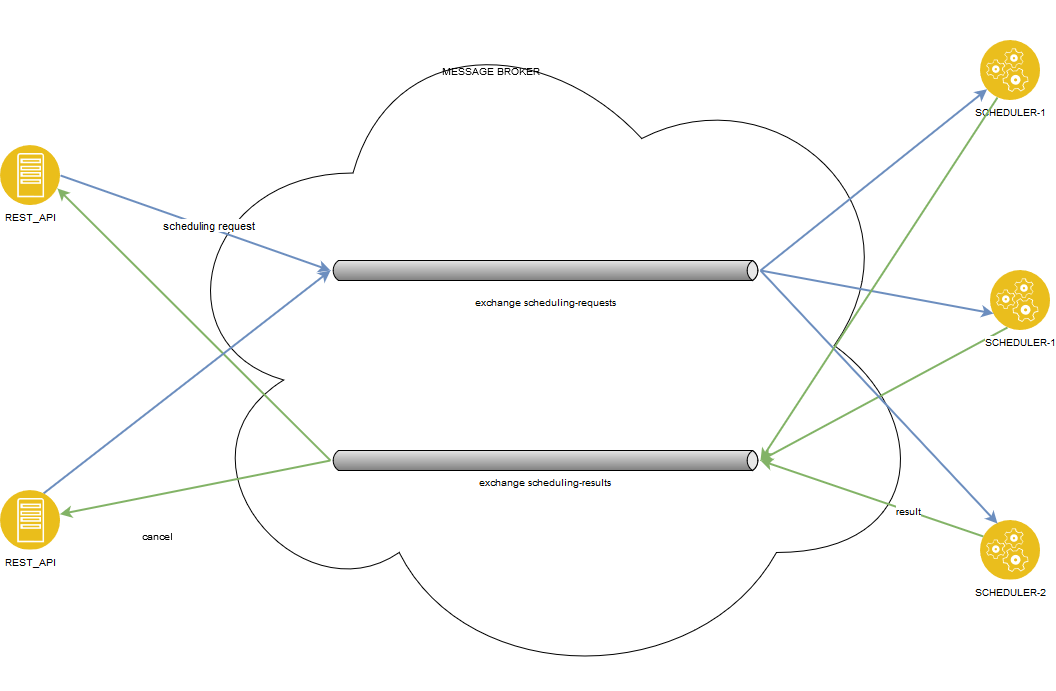 MESSAGE BROKER
SCHEDULER-1
REST_API
scheduling request
exchange scheduling-requests
SCHEDULER-1
exchange scheduling-results
result
cancel
REST_API
SCHEDULER-2